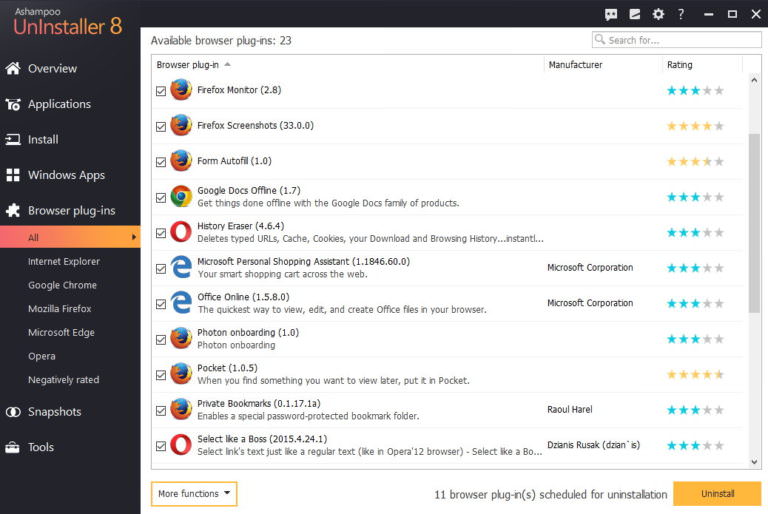 Ashampoo
UnInstaller 8
Overview
Applications
Install
Windows Apps
Browser plug-ins
All
Internet Explorer
Google Chrome
Mozilla Firefox
Microsoft Edge
Opera
Negatively rated
Snapshots
Tools
?
Available browser plug-ins: 23
Search for...
Browser plug-in Manufacturer Rating
Firefox Monitor (2.8)
Firefox Screenshots (33.0.0)
Form Autofill (1.0)
Google Docs Offline (1.7)
Get things done offline with the Google Docs family of products.
History Eraser (4.6.4)
Deletes typed URLs, Cache, Cookies, your Download and Browsing History...instantl...
Microsoft Personal Shopping Assistant (1.1846.60.0) Microsoft Corporation
Your smart shopping cart across the web.
Office Online (1.5.8.0) Microsoft Corporation
The quickest way to view, edit, and create Office files in your browser.
Photon onboarding (1.0)
Photon onboarding
Pocket (1.0.5)
When you find something you want to view later, put it in Pocket.
Private Bookmarks (0.1.17.1a) Raoul Harel
Enables a special password-protected bookmark folder.
Select like a Boss (2015.4.24.1) Dzianis Rusak (dzian`is)
Select link's text just like a regular text (like in Opera'12 browser) - Select like a Bo...
More functions
11 browser plug-in(s) scheduled for uninstallation
Uninstall